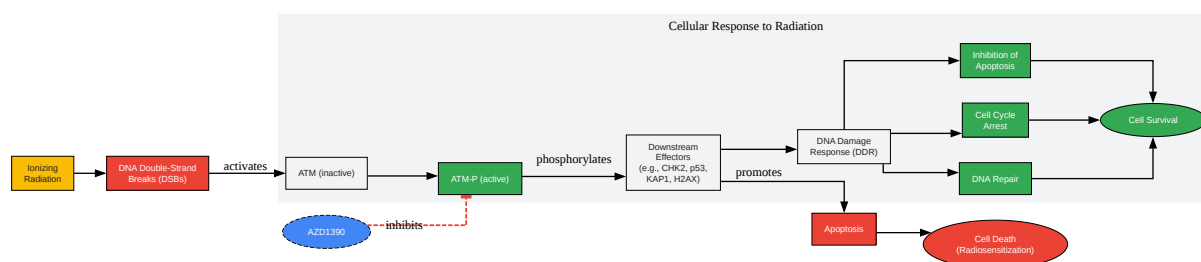 Cellular Response to Radiation
Ionizing
Radiation
DNA Double-Strand
Breaks (DSBs)
activates
ATM (inactive)
ATM-P (active)
AZD1390
inhibits
phosphorylates
Downstream
Effectors
(e.g., CHK2, p53,
KAP1, H2AX)
promotes
DNA Damage
Response (DDR)
Inhibition of
Apoptosis
Cell Cycle
Arrest
DNA Repair
Cell Survival
Apoptosis
Cell Death
(Radiosensitization)